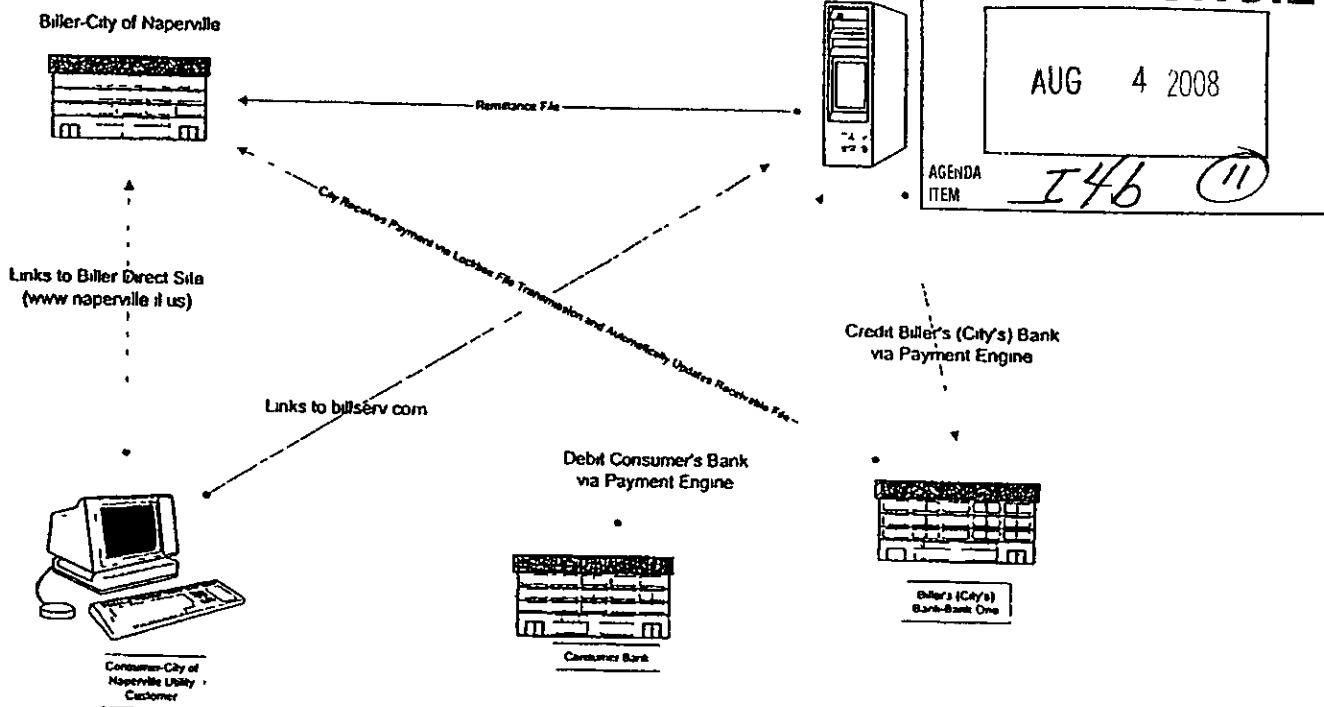 Biller-City of Naperville
AUG 4 2008
AGENDA
ITEM
I4b
11
Remittance File
City Receives Payment via Lockbox File Transmission and Automatically Updates Receivable File
Links to Biller Direct Site
(www naperville il us)
Credit Biller's (City's) Bank
via Payment Engine
Links to billserv com
Debit Consumer's Bank
via Payment Engine
Biller's (City's)
Bank-Bank One
Consumer Bank
Consumer-City of
Naperville Utility
Customer